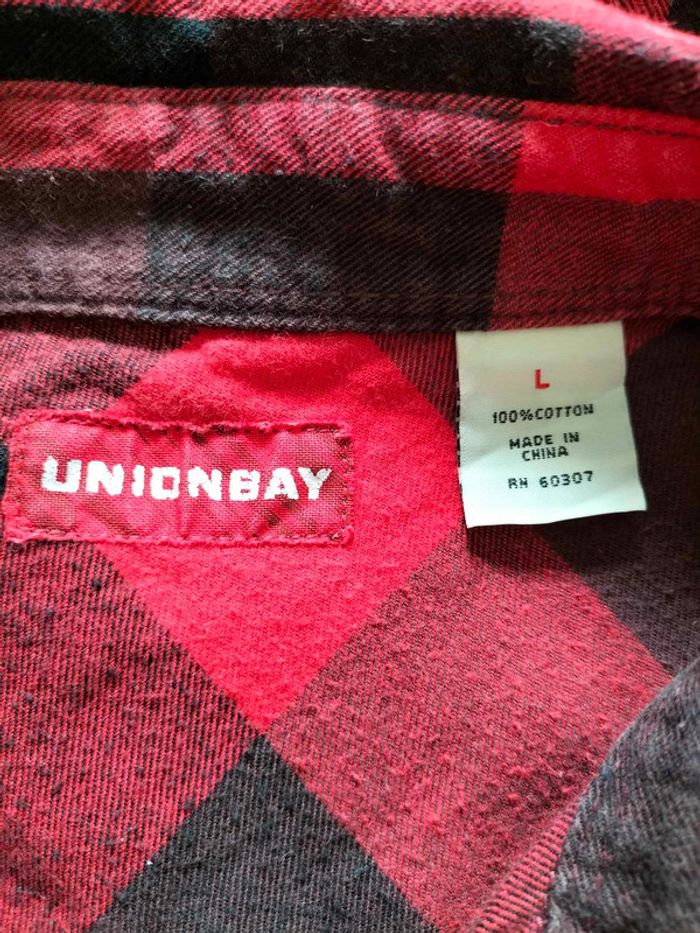 UNIONBAY
L
100% COTTON
MADE IN
CHINA
RN 60307